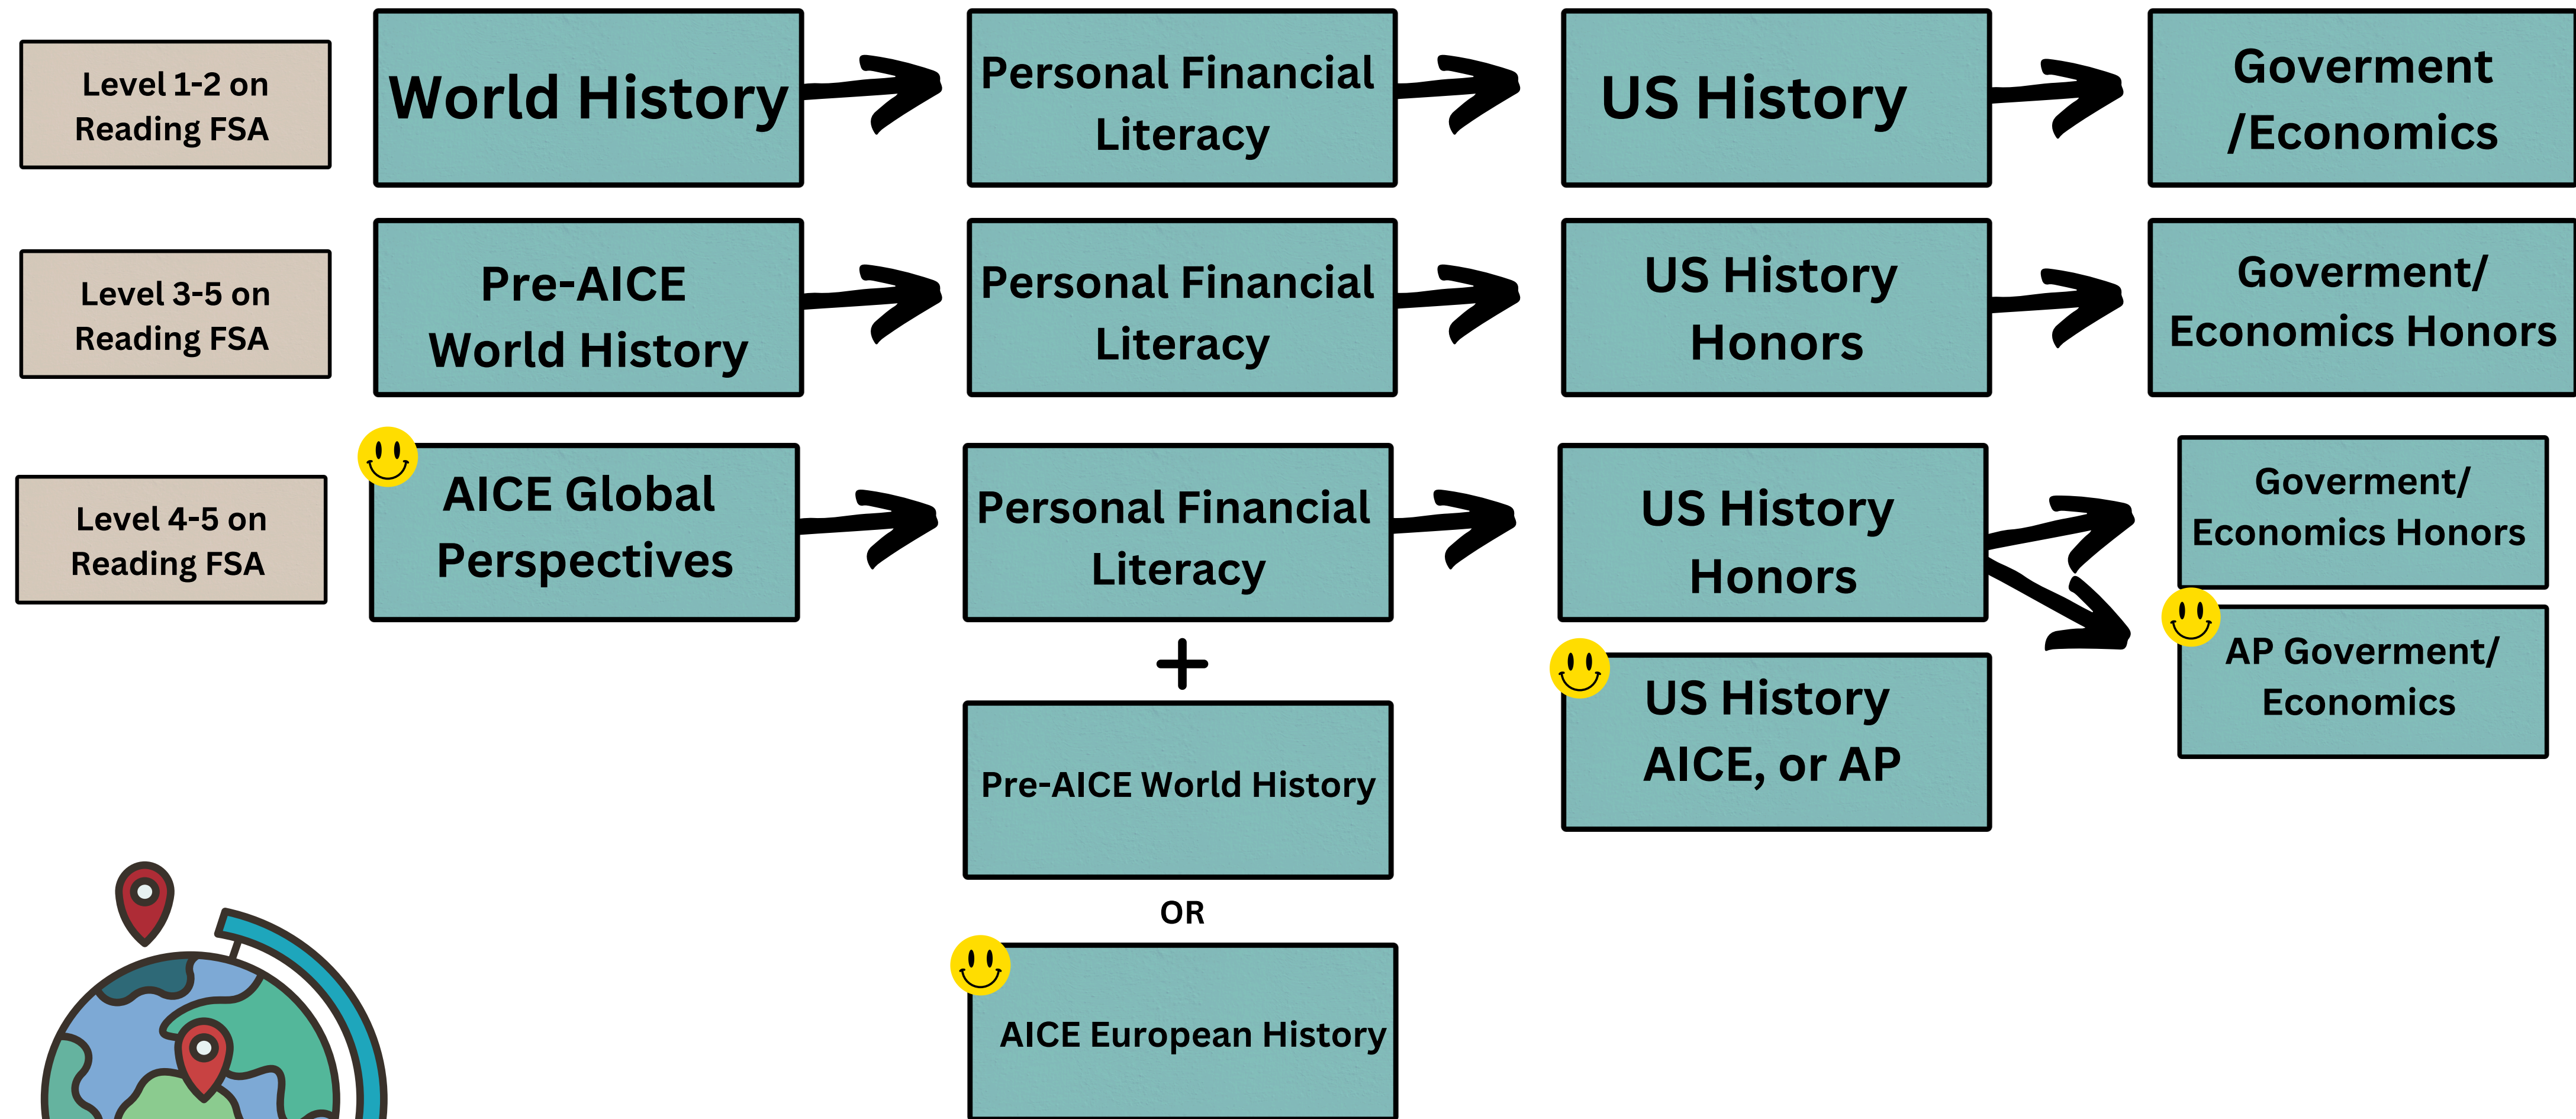 Level 1-2 on
Reading FSA
World History
Personal Financial
Literacy
US History
Goverment
/Economics
Level 3-5 on
Reading FSA
Pre-AICE
World History
Personal Financial
Literacy
US History
Honors
Goverment/
Economics Honors
Level 4-5 on
Reading FSA
AICE Global
Perspectives
Personal Financial
Literacy
US History
Honors
Goverment/
Economics Honors
+
Pre-AICE World History
OR
AICE European History
US History
AICE, or AP
AP Goverment/
Economics